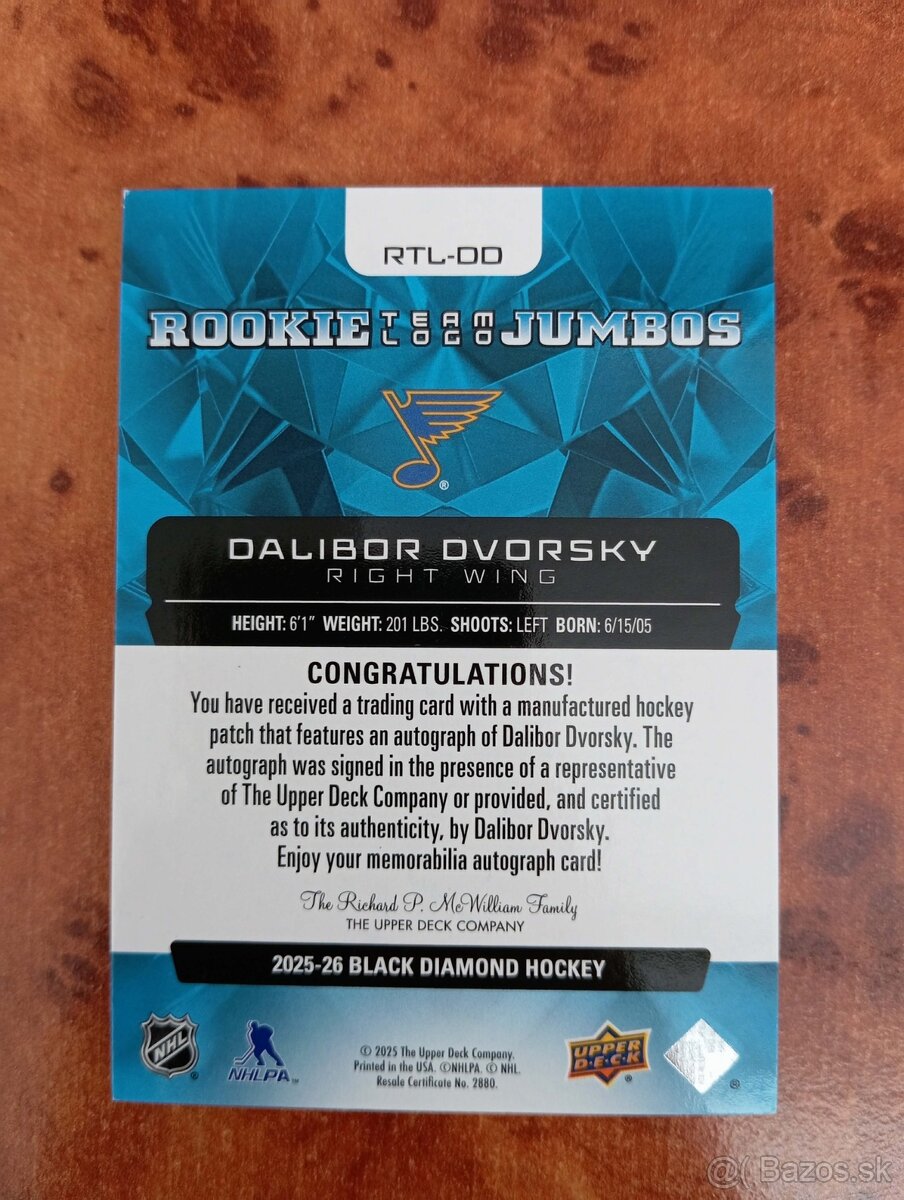 RTL-DD
ROOKIE TEAM LOGO JUMBOS
®
DALIBOR DVORSKY
RIGHT WING
HEIGHT: 6'1" WEIGHT: 201 LBS. SHOOTS: LEFT BORN: 6/15/05
CONGRATULATIONS!
You have received a trading card with a manufactured hockey
patch that features an autograph of Dalibor Dvorsky. The
autograph was signed in the presence of a representative
of The Upper Deck Company or provided, and certified
as to its authenticity, by Dalibor Dvorsky.
Enjoy your memorabilia autograph card!
The Richard P. McWilliam Family
THE UPPER DECK COMPANY
2025-26 BLACK DIAMOND HOCKEY
NHL ®
NHLPA™
© 2025 The Upper Deck Company.
Printed in the USA. ©NHLPA. © NHL.
Resale Certificate No. 2880.
UPPER DECK ®
®
@ Bazos.sk